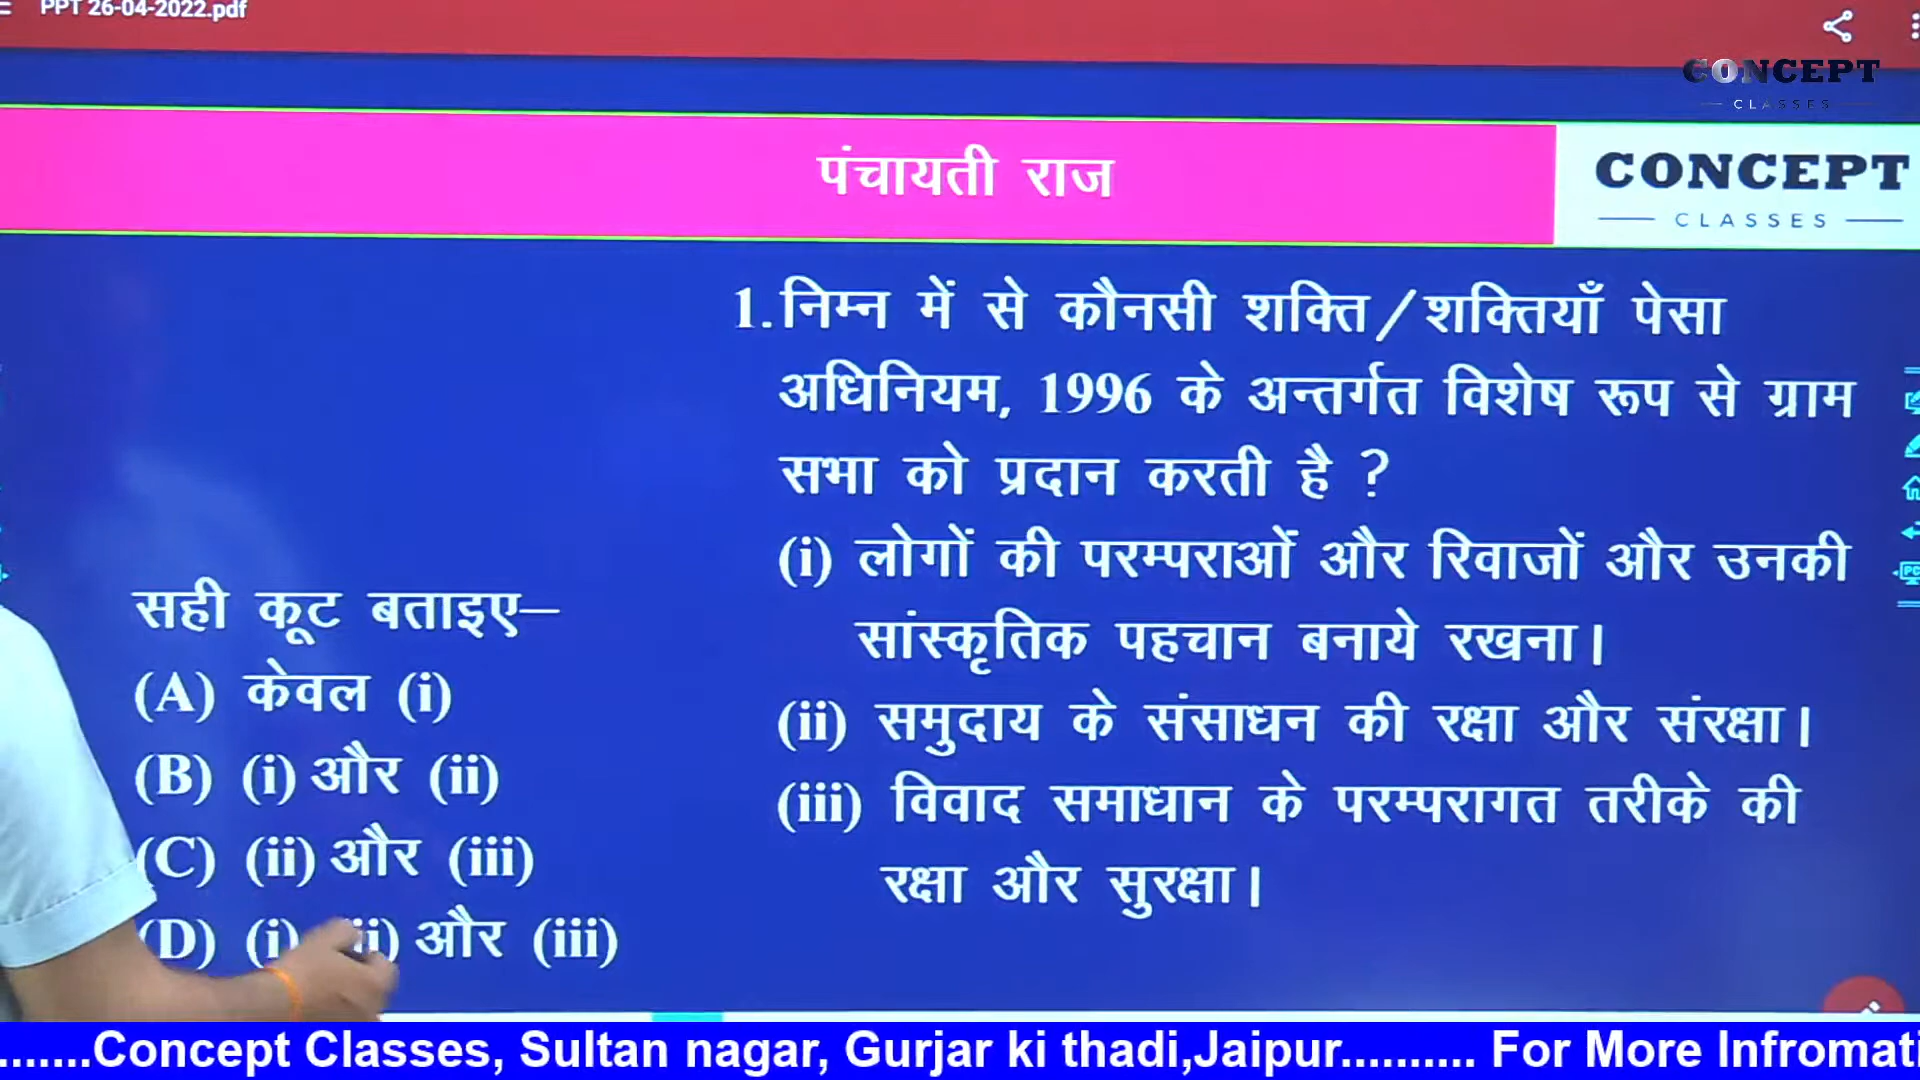 PPT 26-04-2022.pdf
CONCEPT
CLASSES
पंचायती राज
CONCEPT
CLASSES
1. निम्न में से कौनसी शक्ति/शक्तियाँ पेसा
अधिनियम, 1996 के अन्तर्गत विशेष रूप से ग्राम
सभा को प्रदान करती है ?
(i) लोगों की परम्पराओं और रिवाजों और उनकी
सांस्कृतिक पहचान बनाये रखना।
(ii) समुदाय के संसाधन की रक्षा और संरक्षा।
(iii) विवाद समाधान के परम्परागत तरीके की
रक्षा और सुरक्षा।
सही कूट बताइए–
(A) केवल (i)
(B) (i) और (ii)
(C) (ii) और (iii)
(D) (i) (ii) और (iii)
.......Concept Classes, Sultan nagar, Gurjar ki thadi,Jaipur.......... For More Infromati